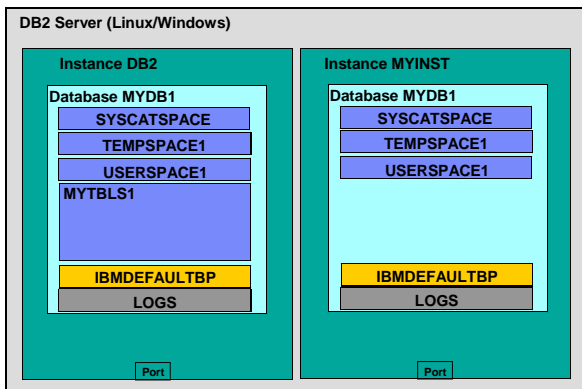 DB2 Server (Linux/Windows)
Instance DB2
Database MYDB1
SYSCATSPACE
TEMPSPACE1
USERSPACE1
MYTBLS1
IBMDEFAULTBP
LOGS
Port
Instance MYINST
Database MYDB1
SYSCATSPACE
TEMPSPACE1
USERSPACE1
IBMDEFAULTBP
LOGS
Port